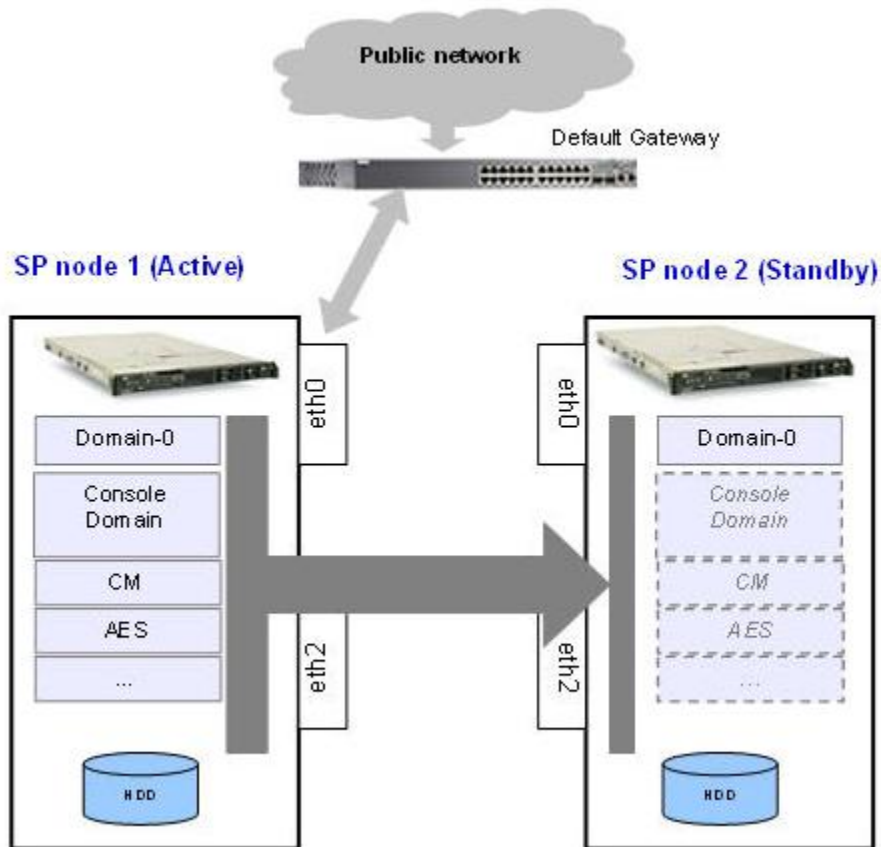 Public network
Default Gateway
SP node 1 (Active)
SP node 2 (Standby)
eth0
Domain-0
Console
Domain
CM
AES
...
eth2
HDD
eth0
Domain-0
Console
Domain
CM
AES
...
eth2
HDD